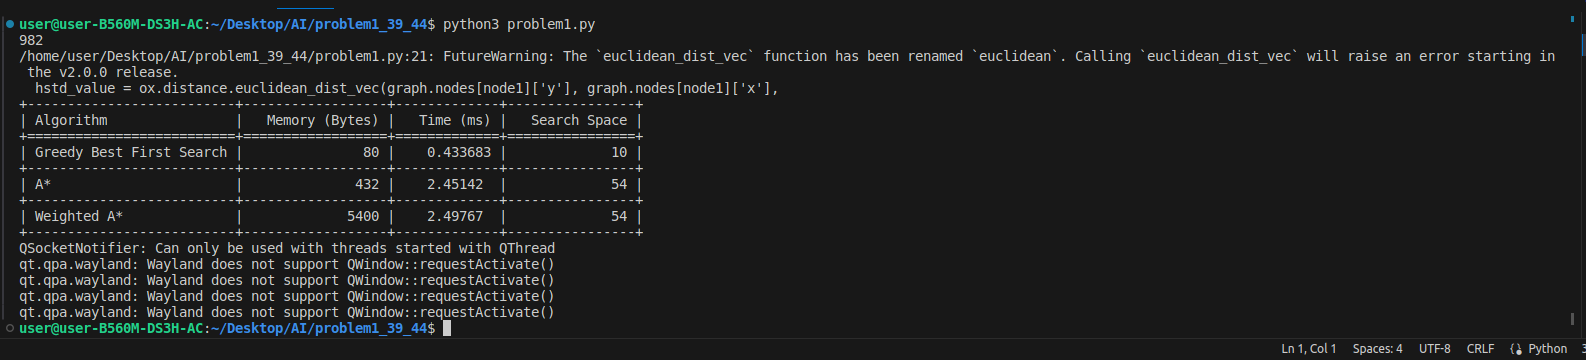 user@user-B560M-DS3H-AC:~/Desktop/AI/problem1_39_44$ python3 problem1.py
982
/home/user/Desktop/AI/problem1_39_44/problem1.py:21: FutureWarning: The `euclidean_dist_vec` function has been renamed `euclidean`. Calling `euclidean_dist_vec` will raise an error starting in
 the v2.0.0 release.
  hstd_value = ox.distance.euclidean_dist_vec(graph.nodes[node1]['y'], graph.nodes[node1]['x'],
+--------------------------+------------------+-------------+----------------+
| Algorithm                |   Memory (Bytes) |   Time (ms) |   Search Space |
+==========================+==================+=============+================+
| Greedy Best First Search |               80 |    0.433683 |             10 |
+--------------------------+------------------+-------------+----------------+
| A*                       |              432 |    2.45142  |             54 |
+--------------------------+------------------+-------------+----------------+
| Weighted A*              |             5400 |    2.49767  |             54 |
+--------------------------+------------------+-------------+----------------+
QSocketNotifier: Can only be used with threads started with QThread
qt.qpa.wayland: Wayland does not support QWindow::requestActivate()
qt.qpa.wayland: Wayland does not support QWindow::requestActivate()
qt.qpa.wayland: Wayland does not support QWindow::requestActivate()
qt.qpa.wayland: Wayland does not support QWindow::requestActivate()
user@user-B560M-DS3H-AC:~/Desktop/AI/problem1_39_44$
Ln 1, Col 1 Spaces: 4 UTF-8 CRLF Python